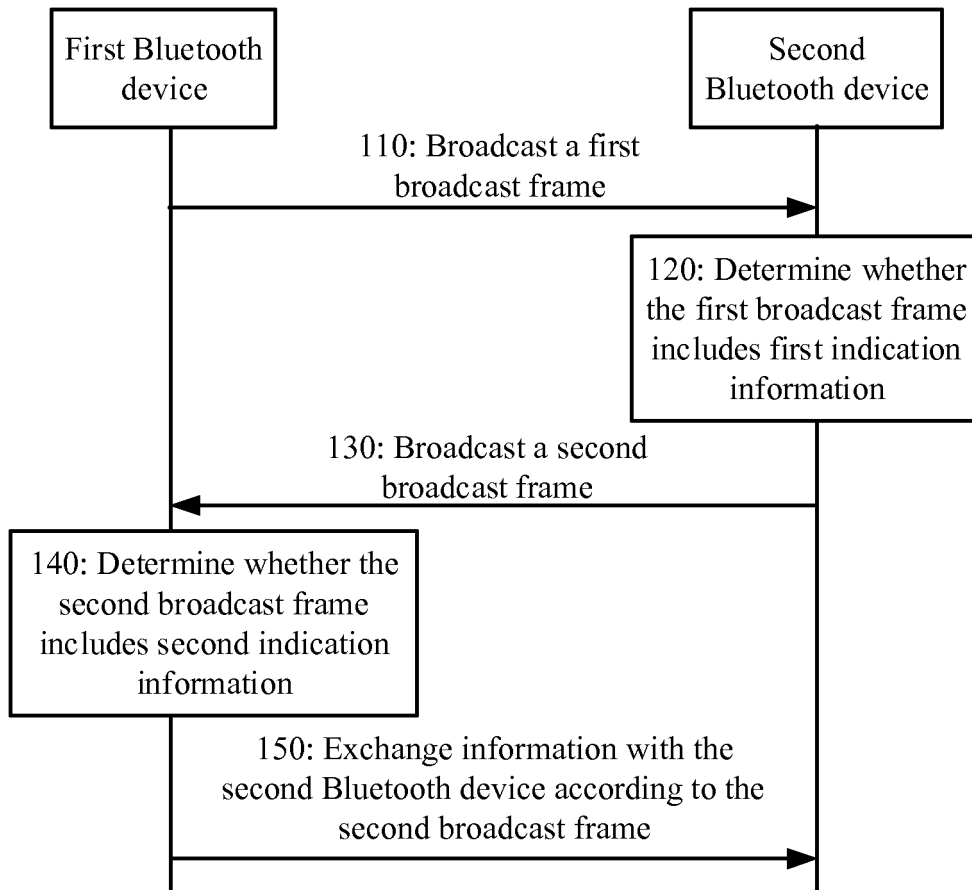 First Bluetooth
device
Second
Bluetooth device
110: Broadcast a first
broadcast frame
120: Determine whether
the first broadcast frame
includes first indication
information
130: Broadcast a second
broadcast frame
140: Determine whether the
second broadcast frame
includes second indication
information
150: Exchange information with the
second Bluetooth device according to the
second broadcast frame